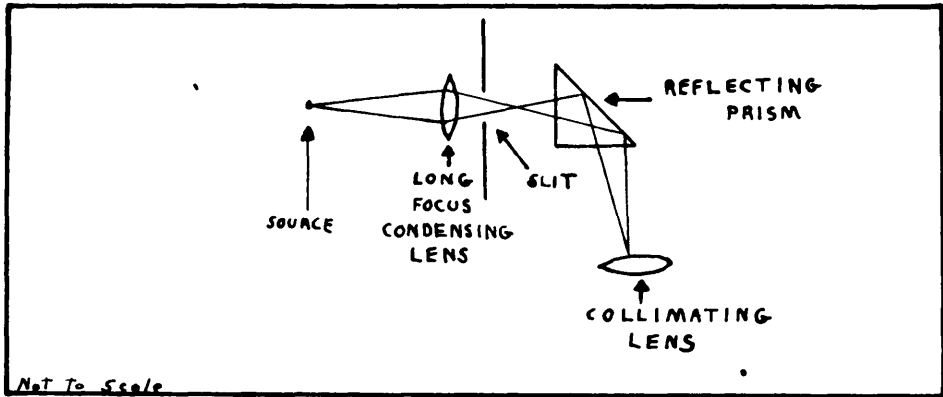 REFLECTING
PRISM
SLIT
LONG
FOCUS
CONDENSING
LENS
SOURCE
COLLIMATING
LENS
Not To Scale